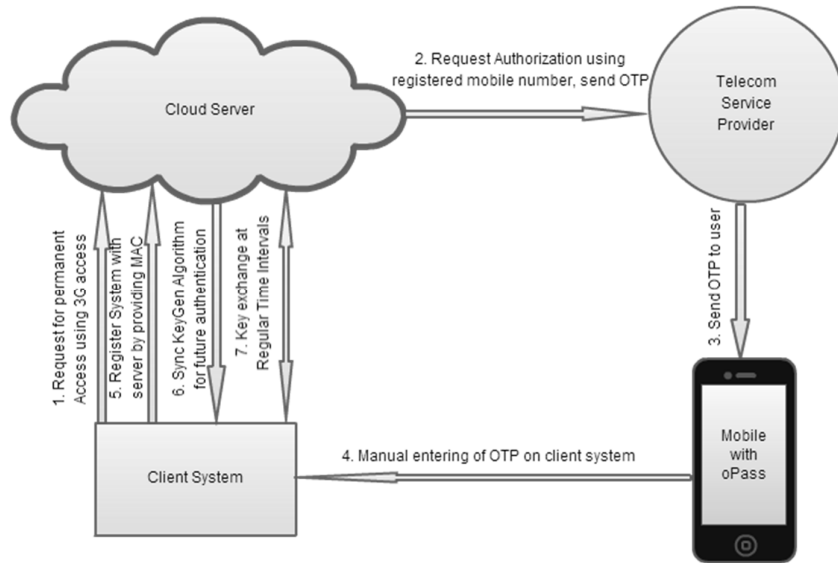 Cloud Server
2. Request Authorization using
registered mobile number, send OTP
Telecom
Service
Provider
1. Request for permanent
Access using 3G access
5. Register System with
server by providing MAC
6. Sync KeyGen Algorithm
for future authentication
7. Key exchange at
Regular Time Intervals
3. Send OTP to user
Client System
4. Manual entering of OTP on client system
Mobile
with
oPass